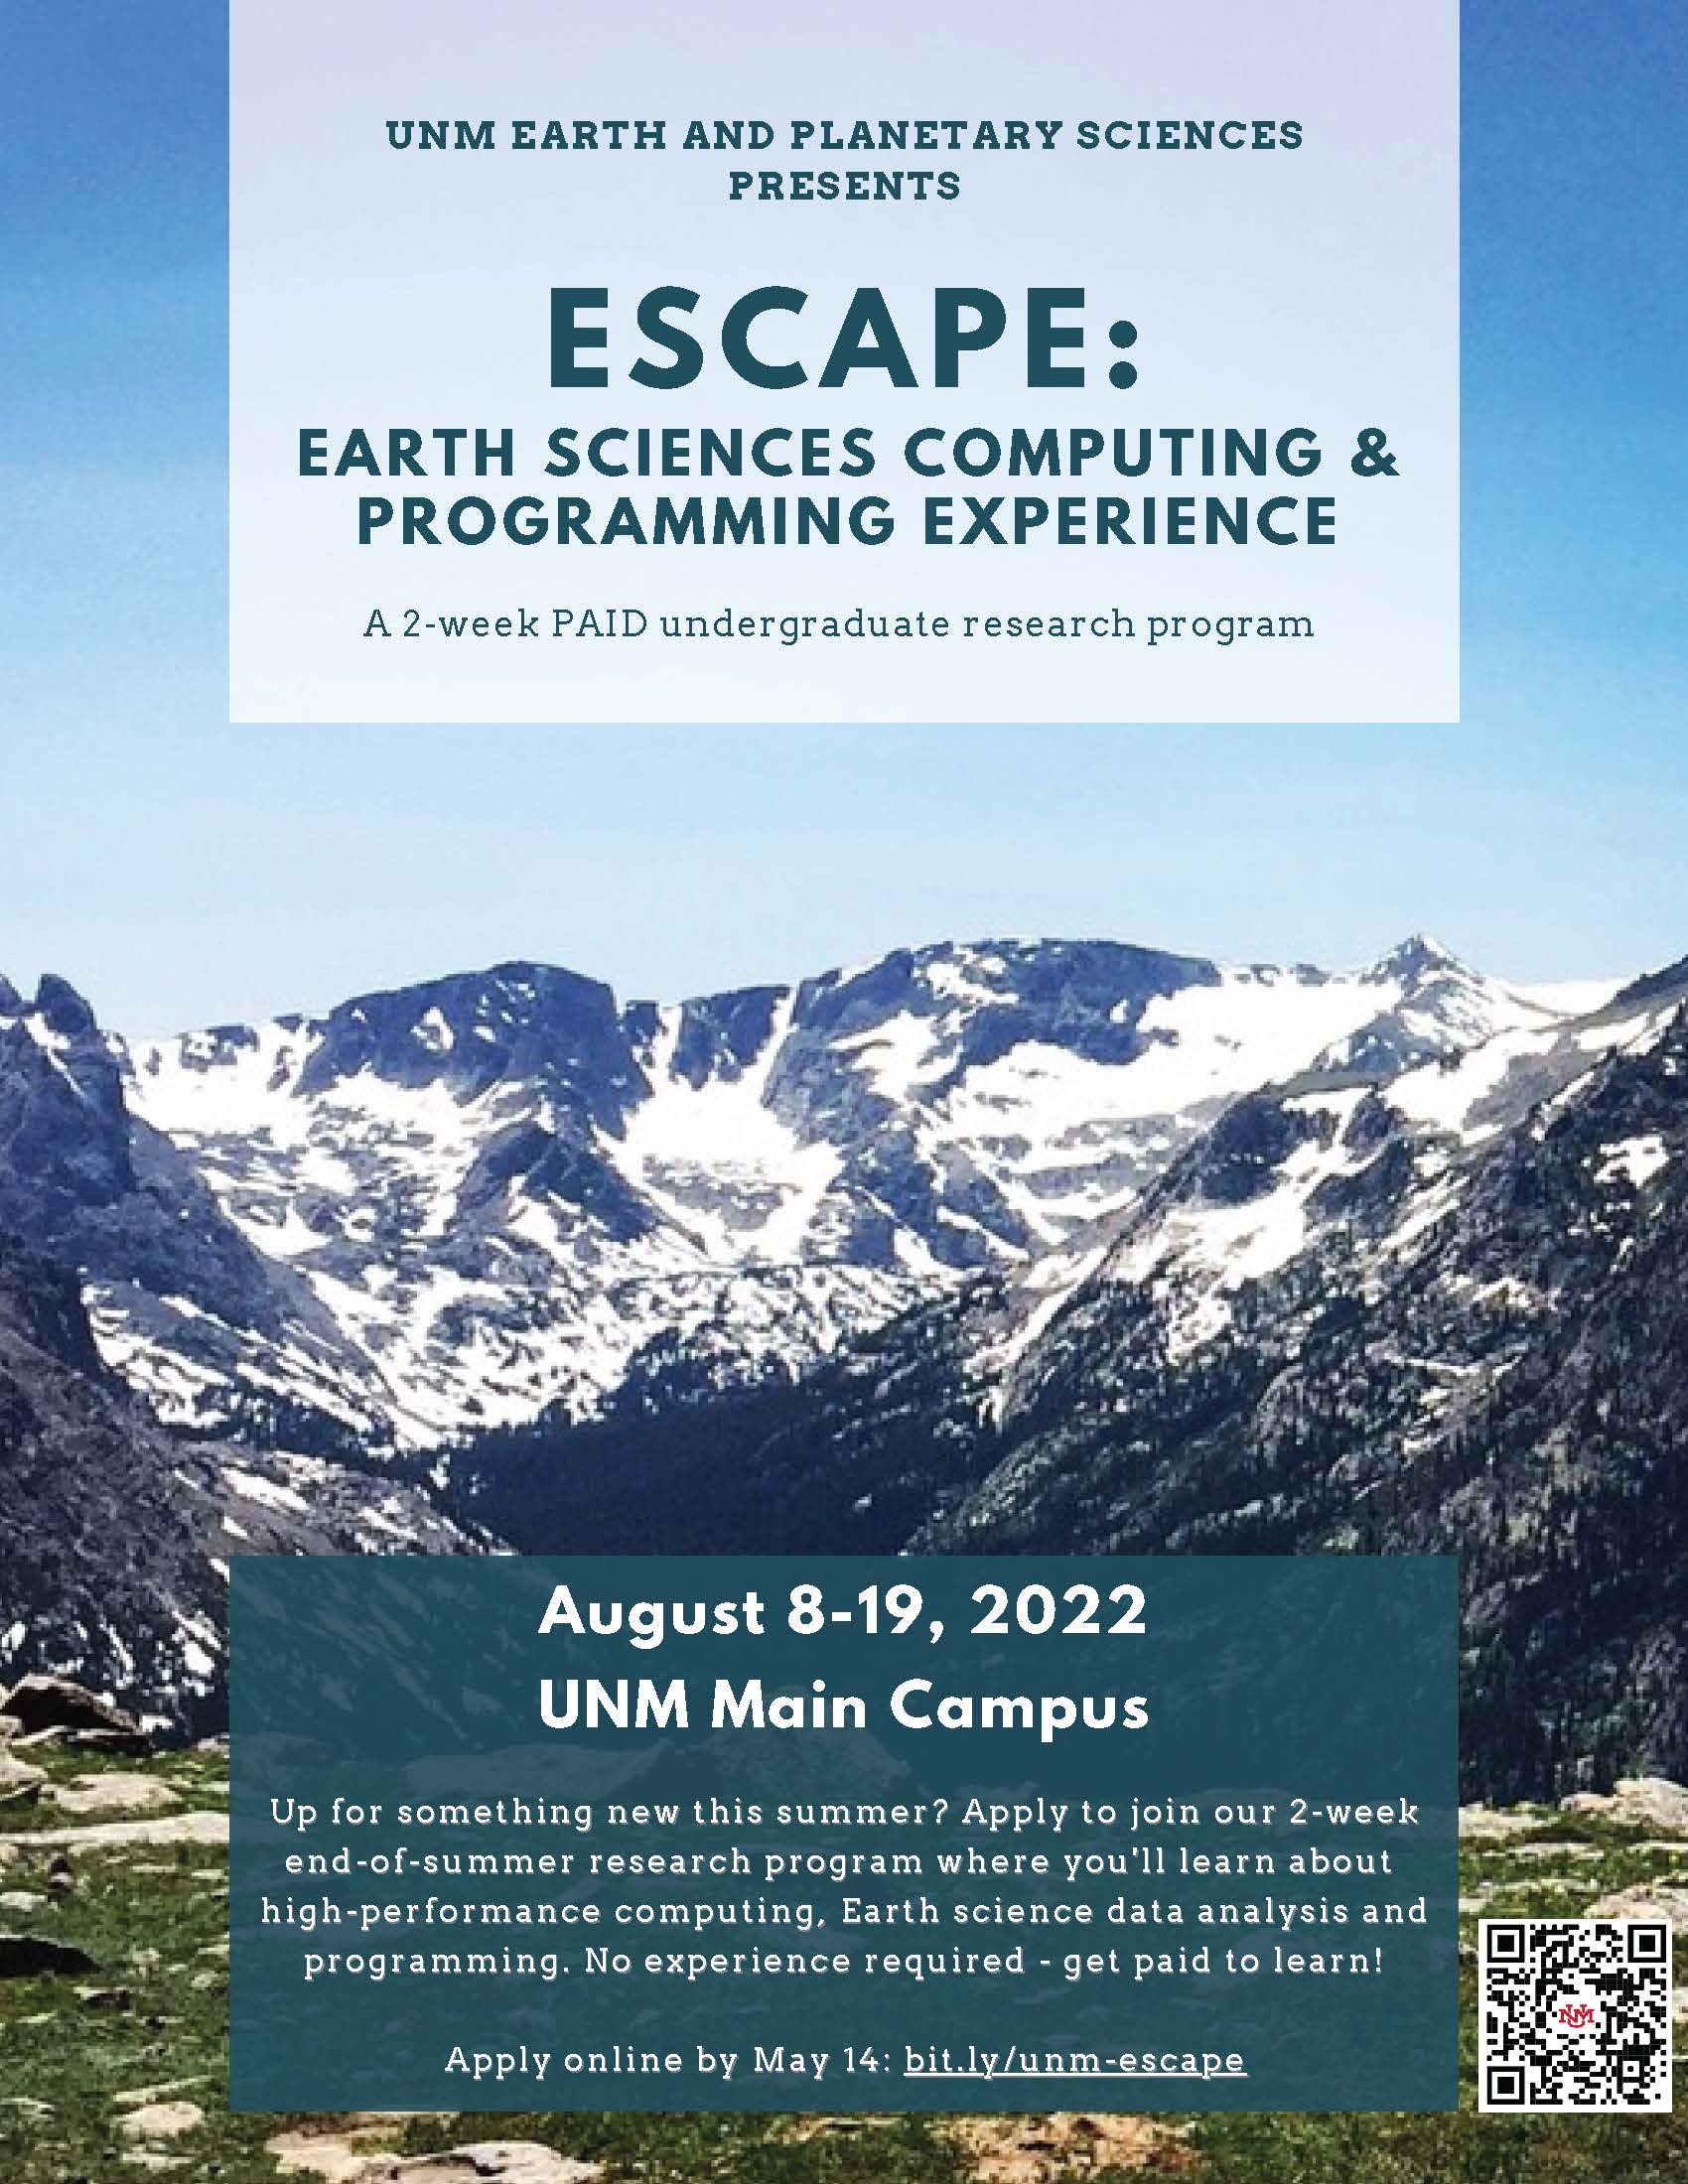 UNM EARTH AND PLANETARY SCIENCES
PRESENTS
ESCAPE:
EARTH SCIENCES COMPUTING &
PROGRAMMING EXPERIENCE
A 2-week PAID undergraduate research program
August 8-19, 2022
UNM Main Campus
Up for something new this summer? Apply to join our 2-week
end-of-summer research program where you'll learn about
high-performance computing, Earth science data analysis and
programming. No experience required - get paid to learn!
UNM
Apply online by May 14: bit.ly/unm-escape